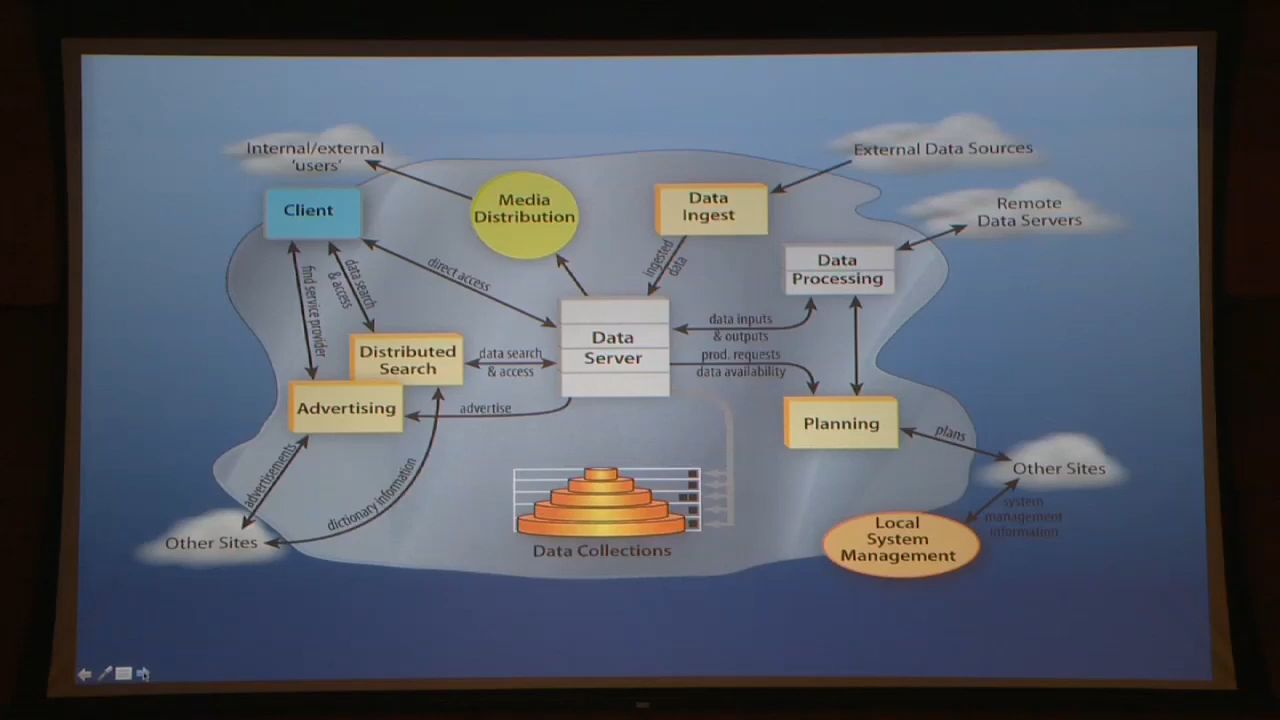 Internal/external
'users'
External Data Sources
Client
Media
Distribution
Data
Ingest
Remote
Data Servers
find service provider
data search
& access
direct access
ingested
data
Data
Processing
Data
Server
data inputs
& outputs
prod. requests
data availability
Distributed
Search
data search
& access
Advertising
advertise
Planning
plans
Other Sites
advertisements
dictionary information
system
management
information
Other Sites
Data Collections
Local
System
Management